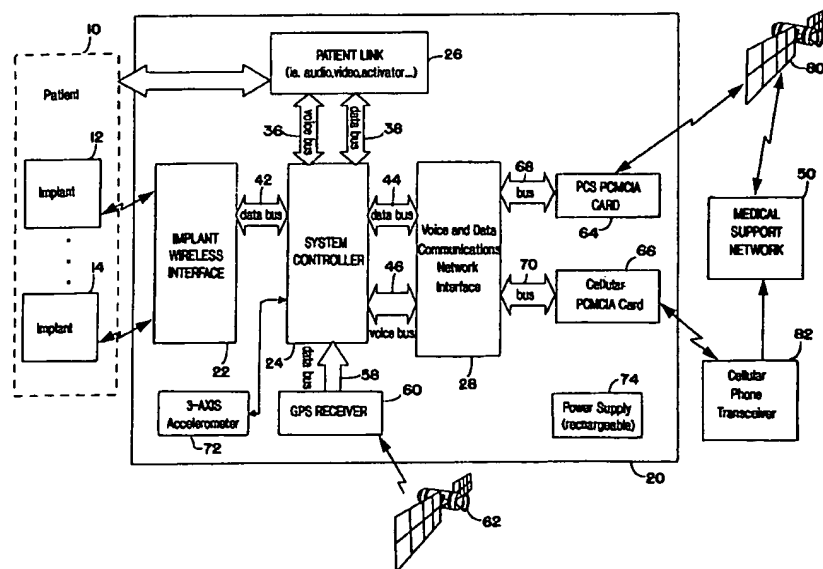 10
Patient
12
Implant
14
Implant
PATIENT LINK
(ie. audio,video,activator...)
26
36
voice bus
data bus
38
42
data bus
IMPLANT
WIRELESS
INTERFACE
22
SYSTEM
CONTROLLER
24
44
data bus
46
voice bus
Voice and Data
Communications
Network
Interface
28
68
bus
PCS PCMCIA
CARD
64
70
bus
66
Cellular
PCMCIA Card
80
50
MEDICAL
SUPPORT
NETWORK
82
Cellular
Phone
Transceiver
3-AXIS
Accelerometer
72
data
bus
58
60
GPS RECEIVER
74
Power Supply
(rechargeable)
20
62